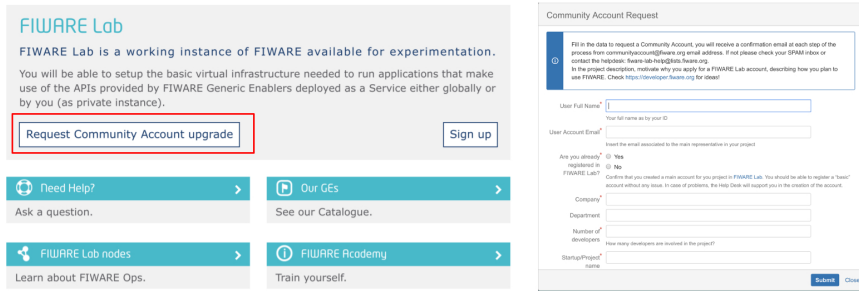 FIWARE Lab
FIWARE Lab is a working instance of FIWARE available for experimentation.
You will be able to setup the basic virtual infrastructure needed to run applications that make
use of the APIs provided by FIWARE Generic Enablers deployed as a Service either globally or
by you (as private instance).
Request Community Account upgrade
Sign up
Need Help?
Our GEs
Ask a question.
See our Catalogue.
FIWARE Lab nodes
FIWARE Academy
Learn about FIWARE Ops.
Train yourself.
Community Account Request
Fill in the data to request a Community Account, you will receive a confirmation email at each step of the
process from communityaccount@fiware.org email address. If not please check your SPAM inbox or
contact the helpdesk: fiware-lab-help@lists.fiware.org.
In the project description, motivate why you apply for a FIWARE Lab account, describing how you plan to
use FIWARE. Check https://developer.fiware.org for ideas!
User Full Name*
Your full name as by your ID
User Account Email*
Insert the email associated to the main representative in your project
Are you already*
registered in
FIWARE Lab?
Yes
No
Confirm that you created a main account for you project in FIWARE Lab. You should be able to register a "basic"
account without any issue. In case of problems, the Help Desk will support you in the creation of the account.
Company*
Department
Number of*
developers
How many developers are involved in the project?
Startup/Project*
name
Submit
Close